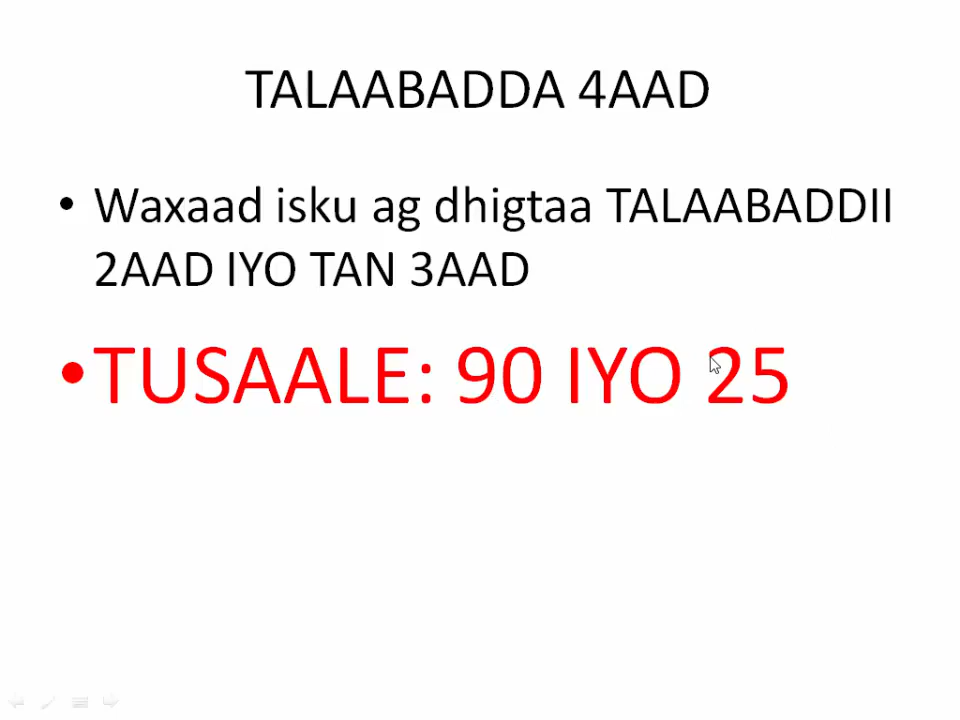 TALAABADDA 4AAD
• Waxaad isku ag dhigtaa TALAABADDII
2AAD IYO TAN 3AAD
• TUSAALE: 90 IYO 25